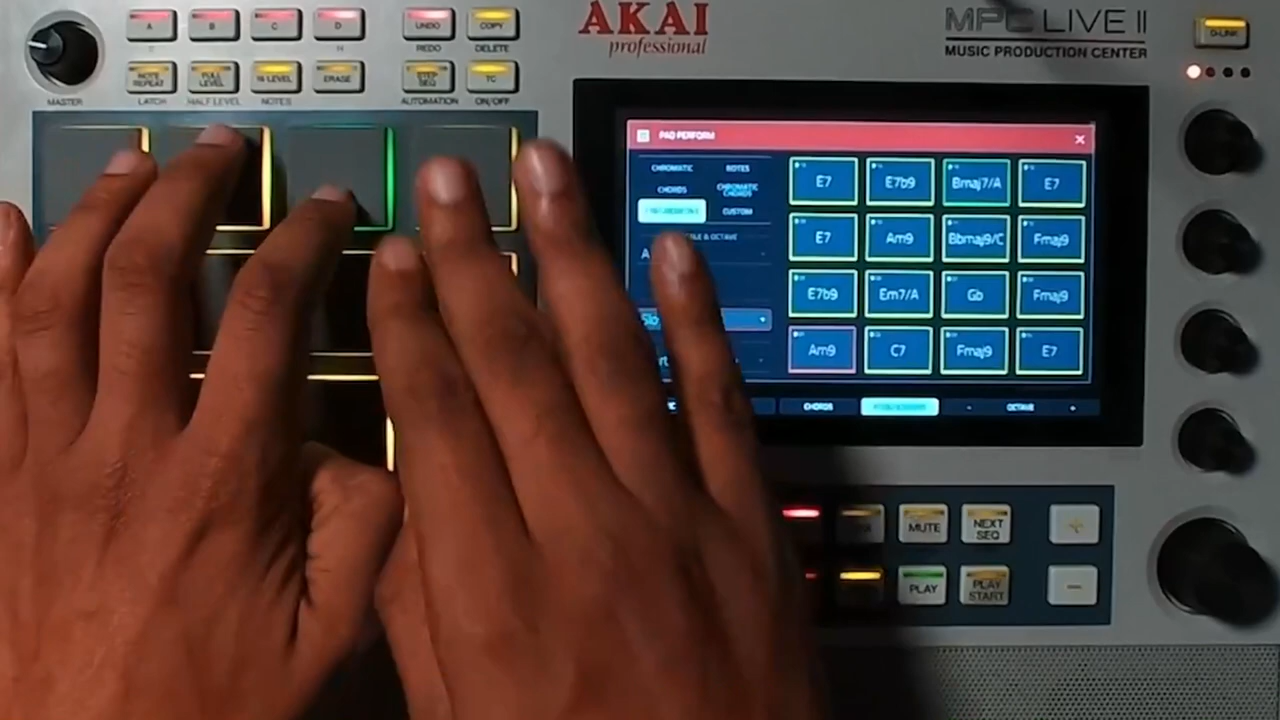 A B C D UNDO COPY
REDO DELETE
NOTE REPEAT FULL LEVEL 16 LEVEL ERASE STEP SEQ TC
MASTER LATCH HALF LEVEL NOTES AUTOMATION ON/OFF
AKAI
professional
MPC LIVE II
MUSIC PRODUCTION CENTER
Q-LINK
PAD PERFORM
CHROMATIC NOTES
CHORDS CHROMATIC CHORDS
CUSTOM
& OCTAVE
E7 E7b9 Bmaj7/A E7
E7 Am9 Bbmaj9/C Fmaj9
E7b9 Em7/A Gb Fmaj9
Am9 C7 Fmaj9 E7
CHORDS - OCTAVE +
MUTE NEXT SEQ +
PLAY PLAY START -